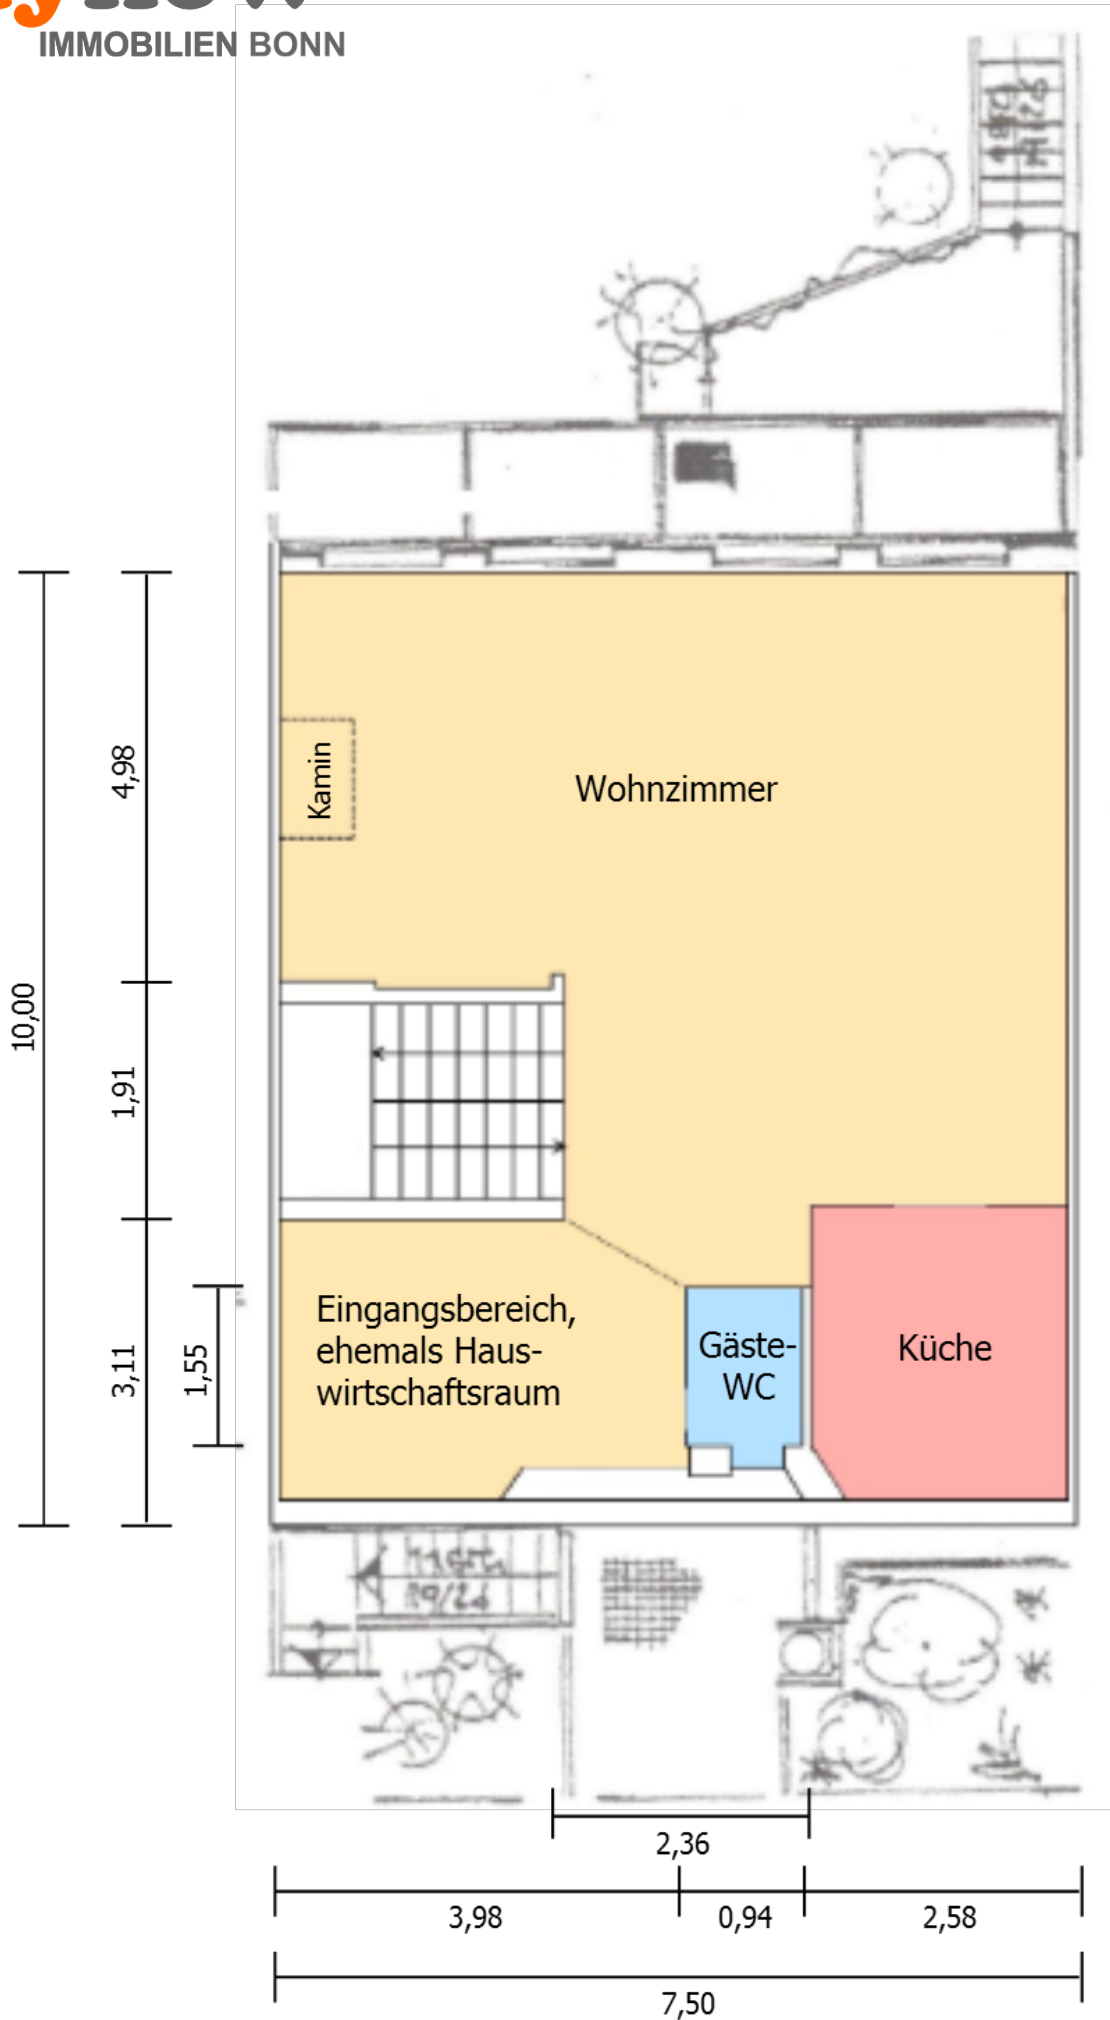 IMMOBILIEN BONN
Kamin
Wohnzimmer
4,98
10,00
1,91
3,11
1,55
Eingangsbereich,
ehemals Haus-
wirtschaftsraum
Gäste-
WC
Küche
2,36
3,98
0,94
2,58
7,50